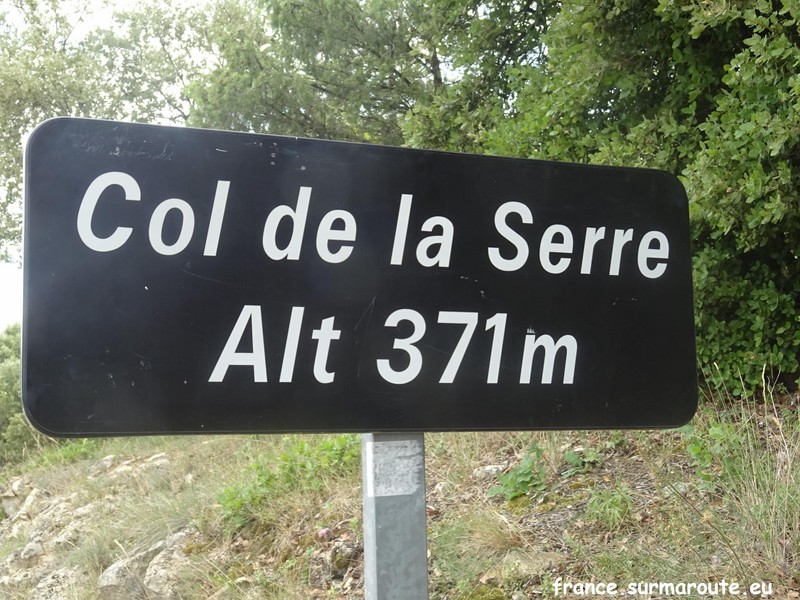 Col de la Serre
Alt 371m
france.surmaroute.eu